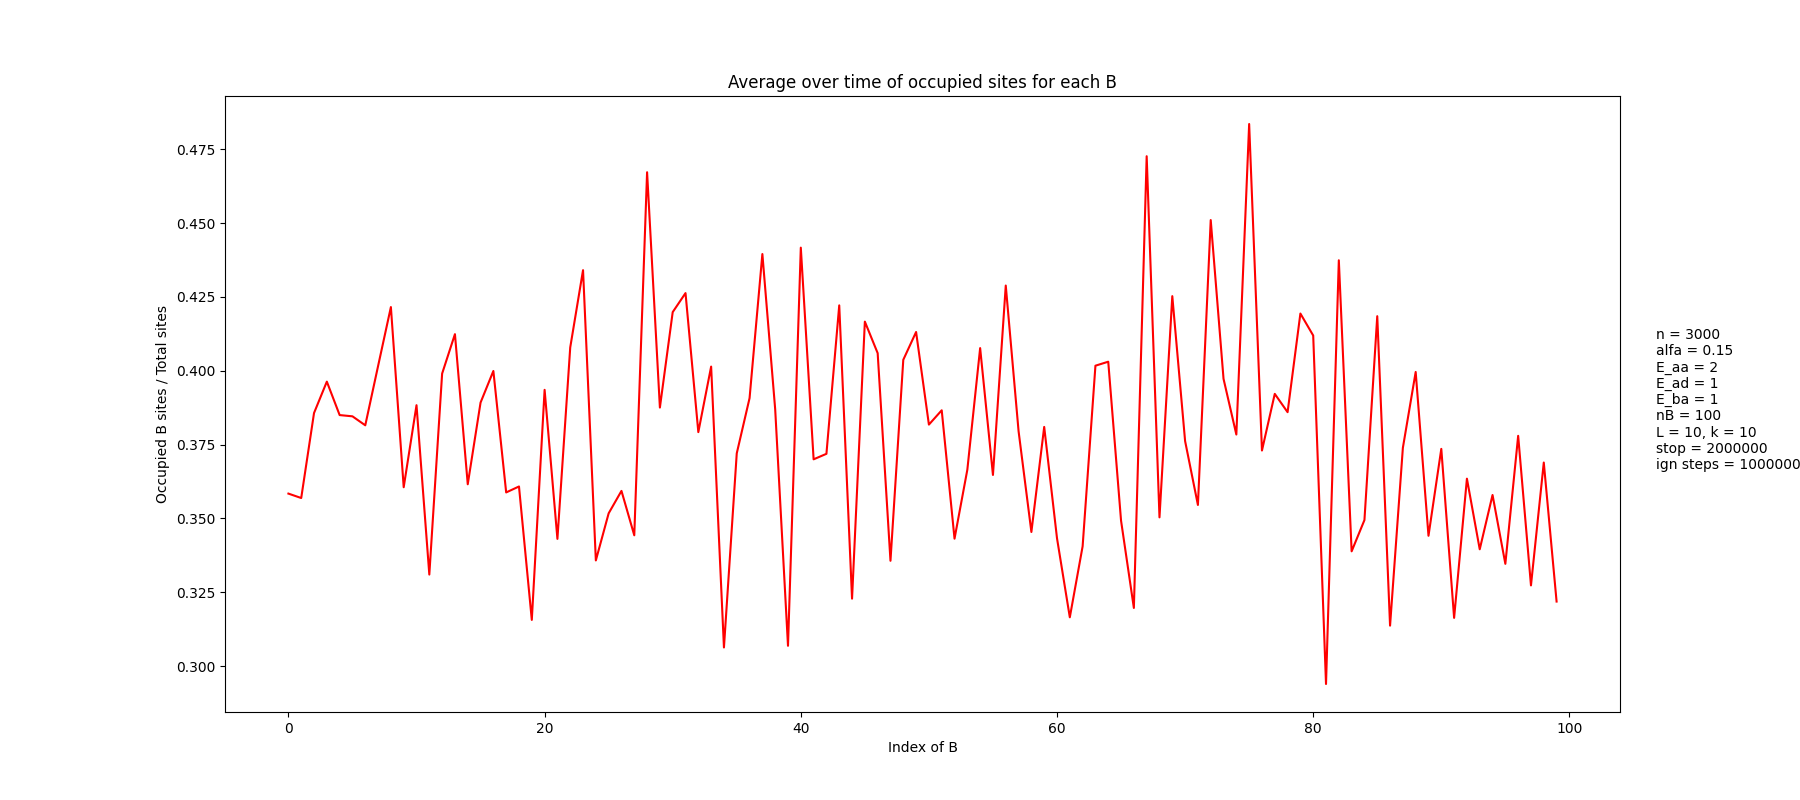 Average over time of occupied sites for each B
Occupied B sites / Total sites
0.475
0.450
0.425
0.400
0.375
0.350
0.325
0.300
0 20 40 60 80 100
Index of B
n = 3000
alfa = 0.15
E_aa = 2
E_ad = 1
E_ba = 1
nB = 100
L = 10, k = 10
stop = 2000000
ign steps = 1000000